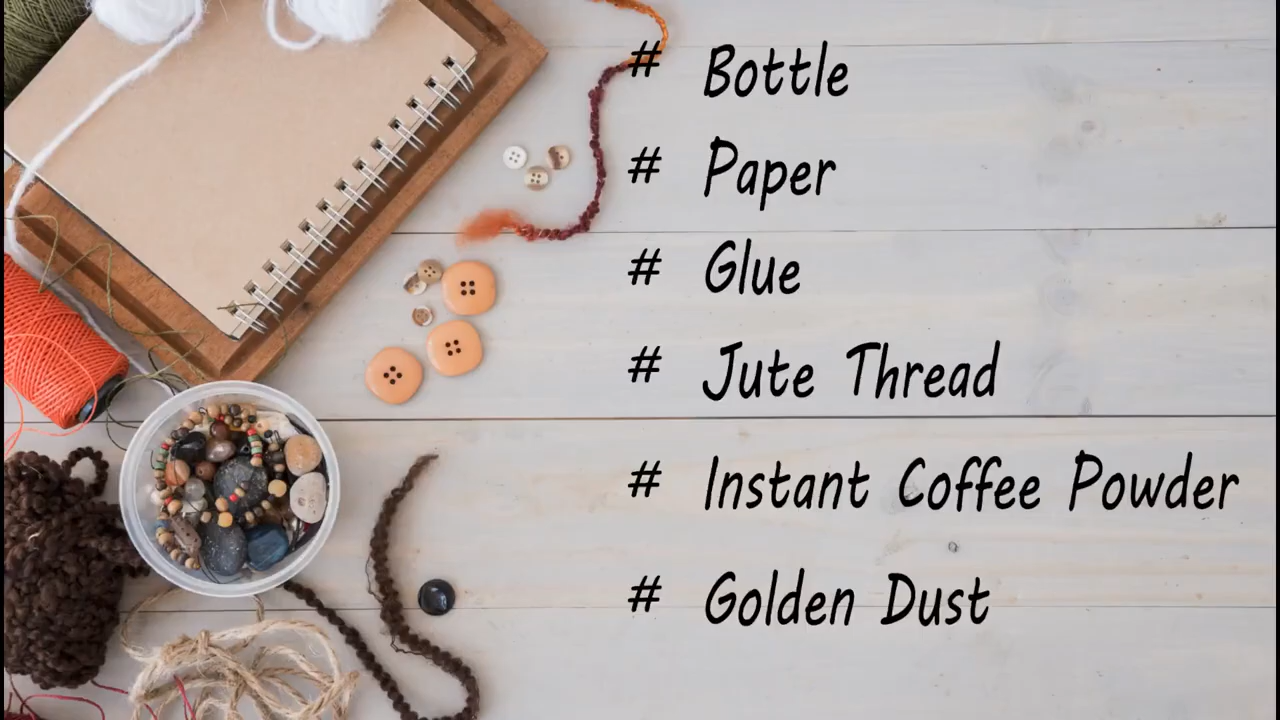 # Bottle
# Paper
# Glue
# Jute Thread
# Instant Coffee Powder
# Golden Dust